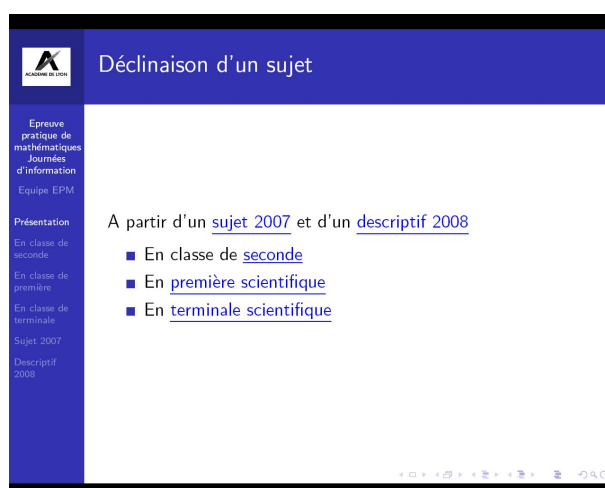 ACADEMIE DE LYON
Déclinaison d'un sujet
Epreuve
pratique de
mathématiques
Journées
d'information
Equipe EPM
Présentation
En classe de
seconde
En classe de
première
En classe de
terminale
Sujet 2007
Descriptif
2008
A partir d'un sujet 2007 et d'un descriptif 2008
En classe de seconde
En première scientifique
En terminale scientifique